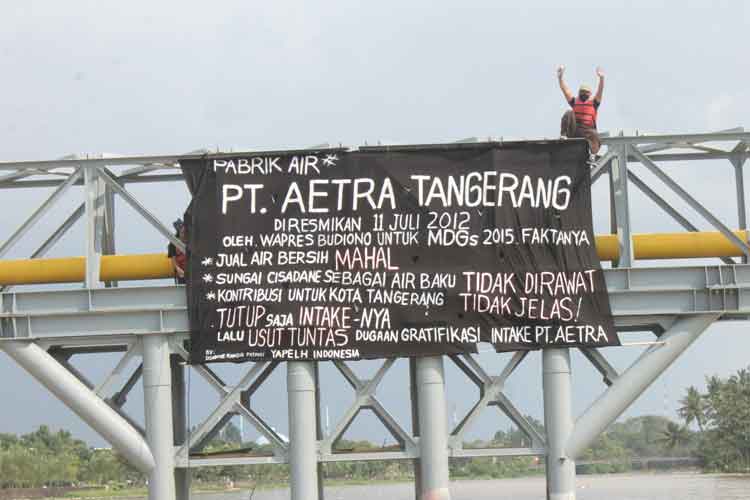 PABRIK AIR*
PT. AETRA TANGERANG
DIRESMIKAN 11 JULI 2012
OLEH. WAPRES BUDIONO UNTUK MDGs 2015. FAKTANYA
* JUAL AIR BERSIH MAHAL
* SUNGAI CISADANE SEBAGAI AIR BAKU TIDAK DIRAWAT
* KONTRIBUSI UNTUK KOTA TANGERANG TIDAK JELAS!
TUTUP SAJA INTAKE-NYA
LALU USUT TUNTAS DUGAAN GRATIFIKASI INTAKE PT. AETRA
BY.
YAPELH INDONESIA